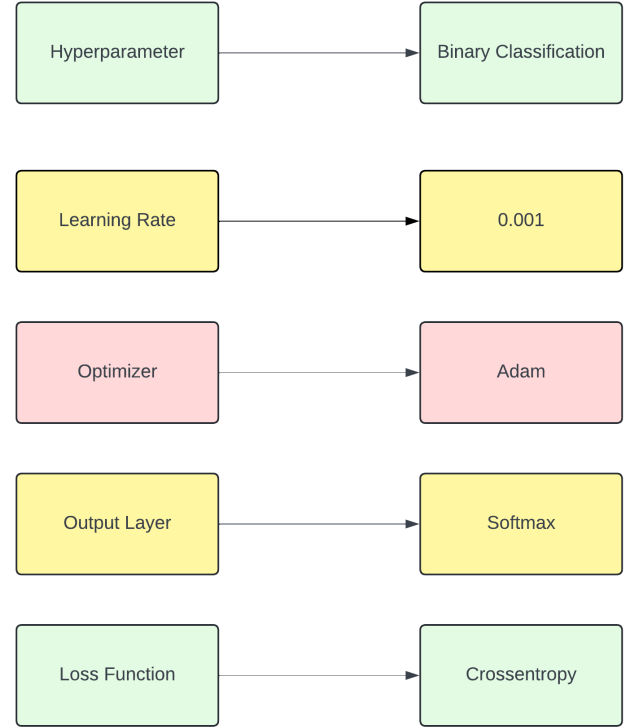 Hyperparameter
Binary Classification
Learning Rate
0.001
Optimizer
Adam
Output Layer
Softmax
Loss Function
Crossentropy